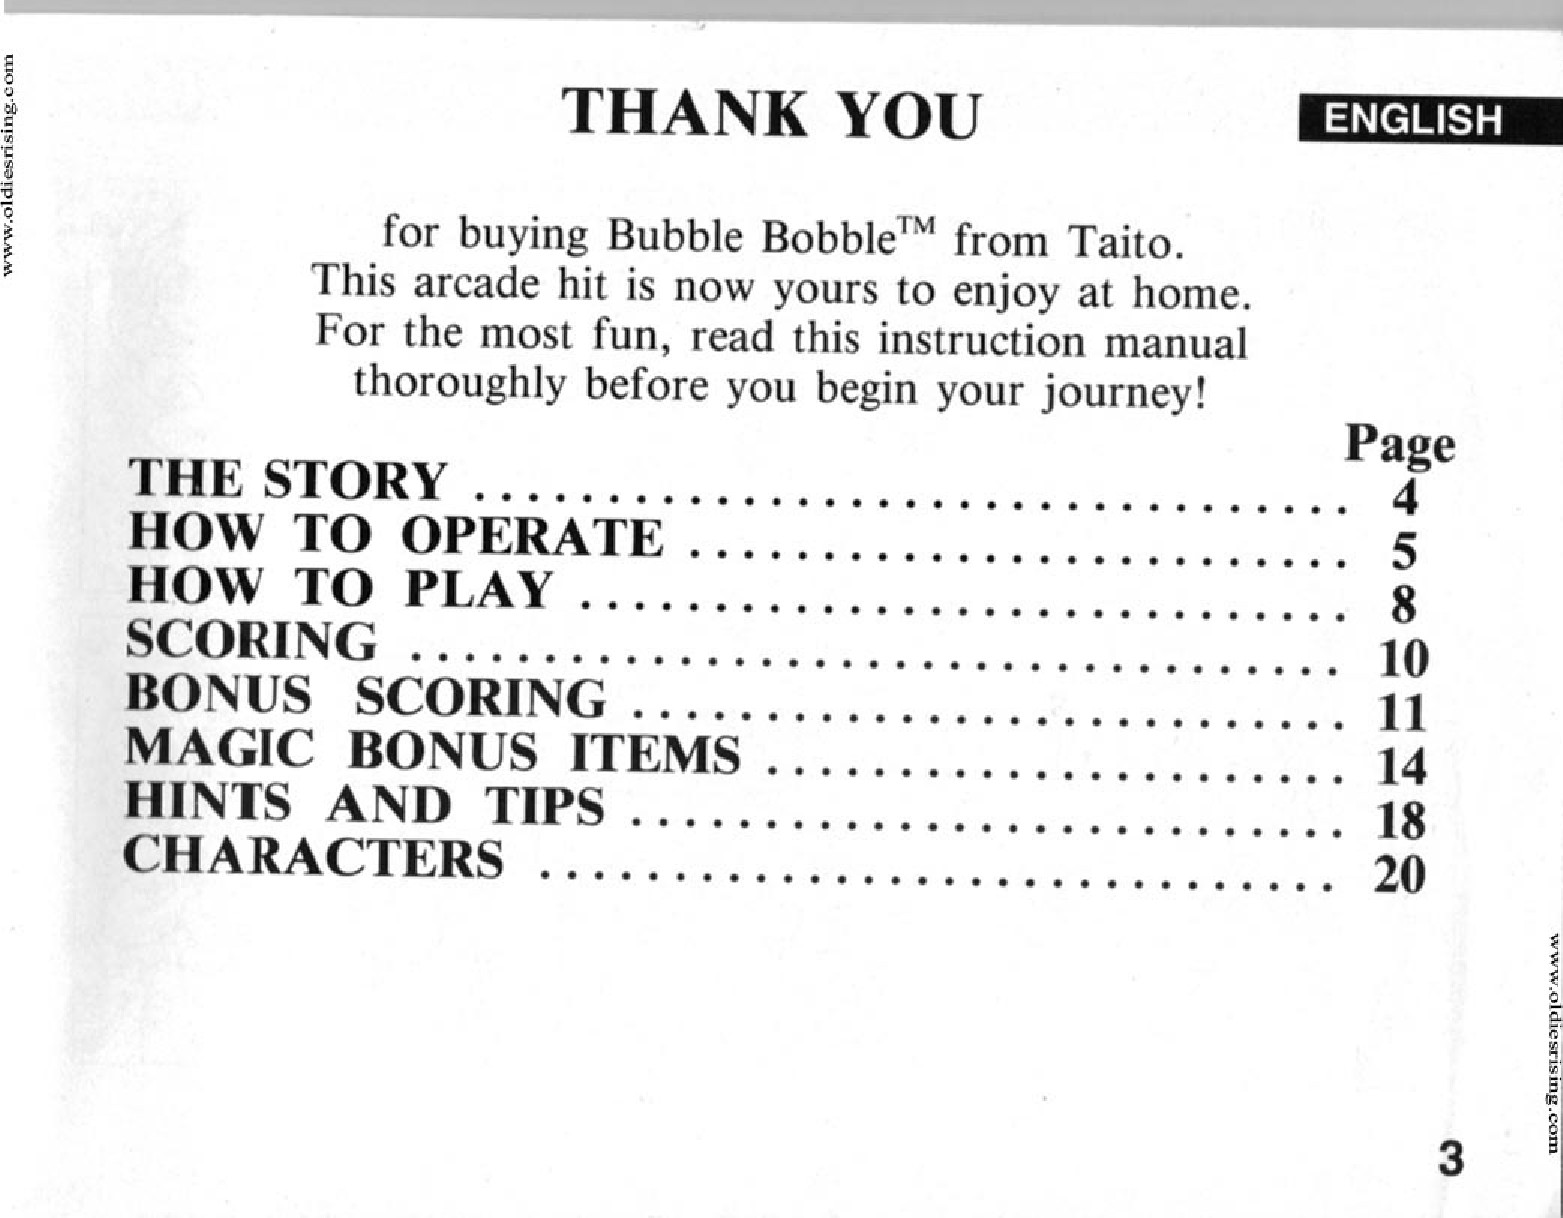 www.oldiesrising.com
THANK YOU
ENGLISH
for buying Bubble Bobble™ from Taito.
This arcade hit is now yours to enjoy at home.
For the most fun, read this instruction manual
thoroughly before you begin your journey!
Page
THE STORY ................................. 4
HOW TO OPERATE ......................... 5
HOW TO PLAY ............................. 8
SCORING ................................... 10
BONUS SCORING ........................... 11
MAGIC BONUS ITEMS ...................... 14
HINTS AND TIPS ........................... 18
CHARACTERS .............................. 20
www.oldiesrising.com
3